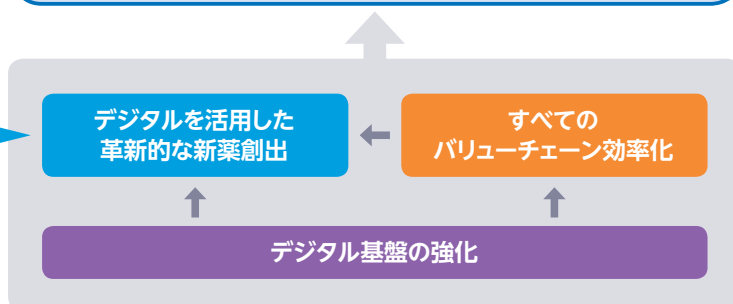 デジタルを活用した
革新的な新薬創出
すべての
バリューチェーン効率化
デジタル基盤の強化